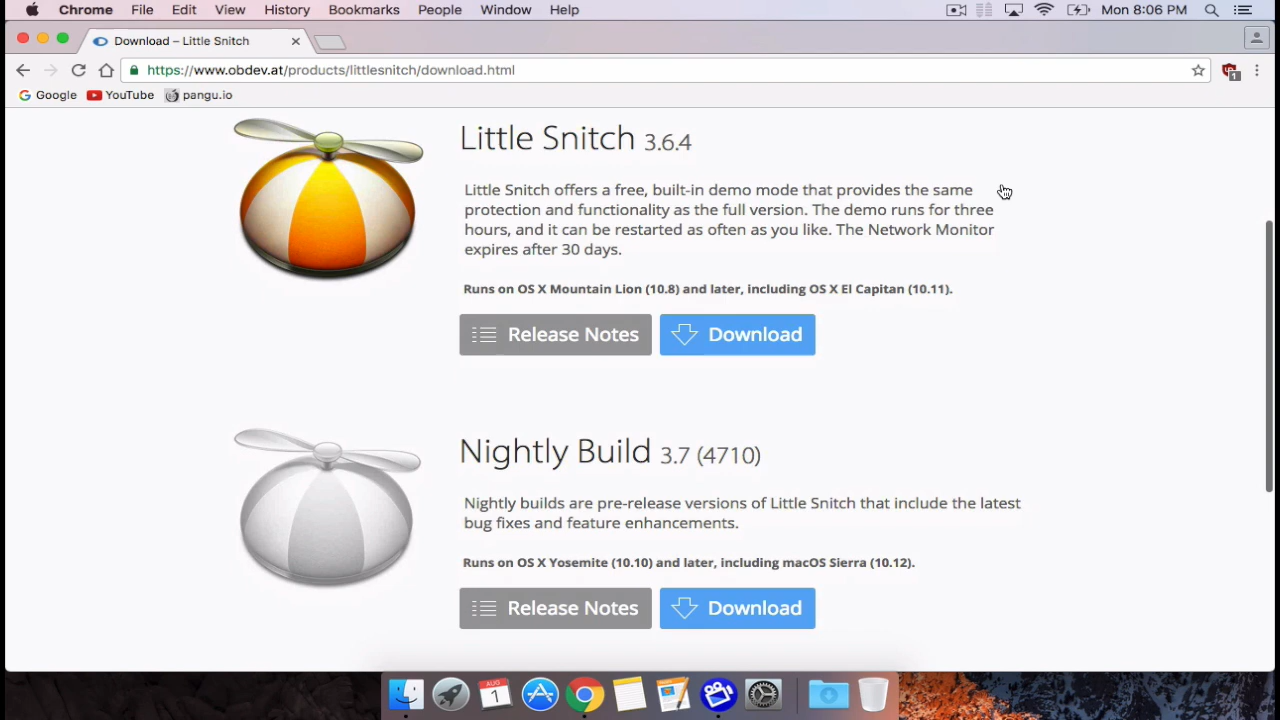 Chrome File Edit View History Bookmarks People Window Help Mon 8:06 PM
Download – Little Snitch
https://www.obdev.at/products/littlesnitch/download.html
1
Google YouTube pangu.io
Little Snitch 3.6.4
Little Snitch offers a free, built-in demo mode that provides the same
protection and functionality as the full version. The demo runs for three
hours, and it can be restarted as often as you like. The Network Monitor
expires after 30 days.
Runs on OS X Mountain Lion (10.8) and later, including OS X El Capitan (10.11).
Release Notes Download
Nightly Build 3.7 (4710)
Nightly builds are pre-release versions of Little Snitch that include the latest
bug fixes and feature enhancements.
Runs on OS X Yosemite (10.10) and later, including macOS Sierra (10.12).
Release Notes Download
AUG
1